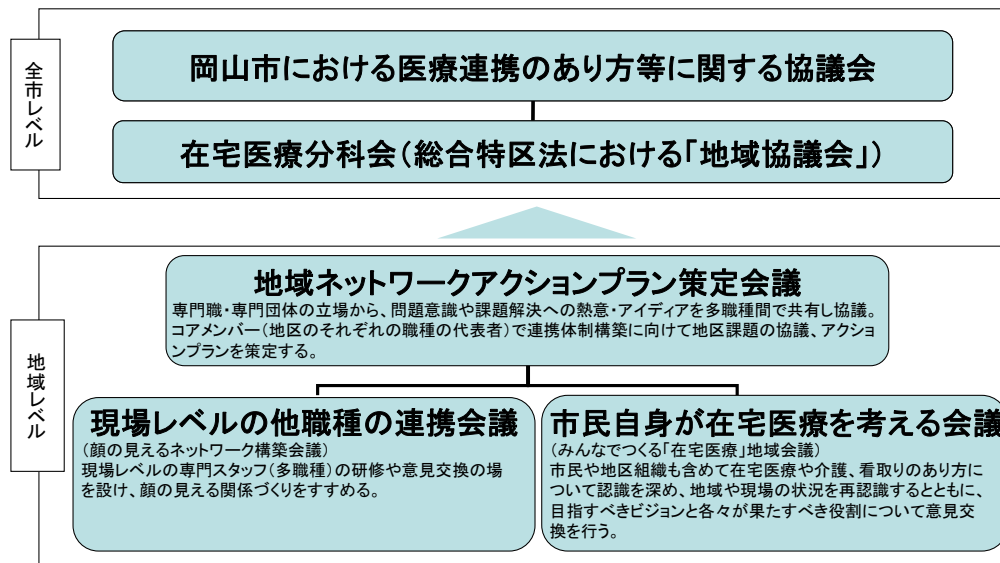 全市レベル
岡山市における医療連携のあり方等に関する協議会
在宅医療分科会(総合特区法における「地域協議会」)
地域レベル
地域ネットワークアクションプラン策定会議
専門職・専門団体の立場から、問題意識や課題解決への熱意・アイディアを多職種間で共有し協議。
コアメンバー(地区のそれぞれの職種の代表者)で連携体制構築に向けて地区課題の協議、アクショ
ンプランを策定する。
現場レベルの他職種の連携会議
(顔の見えるネットワーク構築会議)
現場レベルの専門スタッフ(多職種)の研修や意見交換の場
を設け、顔の見える関係づくりをすすめる。
市民自身が在宅医療を考える会議
(みんなでつくる「在宅医療」地域会議)
市民や地区組織も含めて在宅医療や介護、看取りのあり方に
ついて認識を深め、地域や現場の状況を再認識するとともに、
目指すべきビジョンと各々が果たすべき役割について意見交
換を行う。